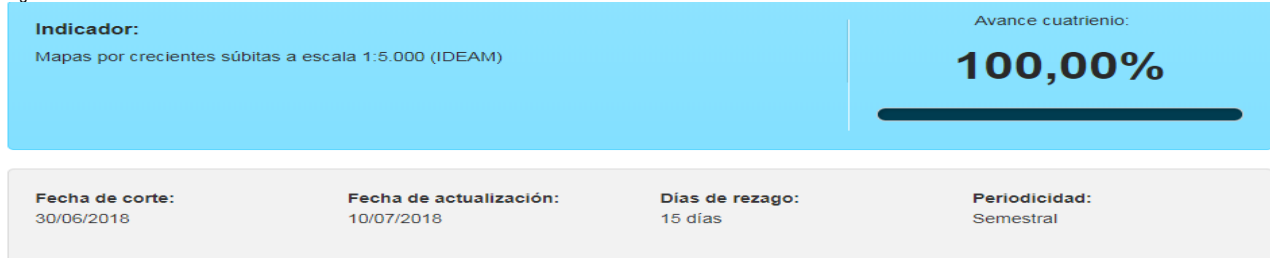 Indicador:
Mapas por crecientes súbitas a escala 1:5.000 (IDEAM)
Avance cuatrienio:
100,00%
Fecha de corte:
30/06/2018
Fecha de actualización:
10/07/2018
Días de rezago:
15 días
Periodicidad:
Semestral